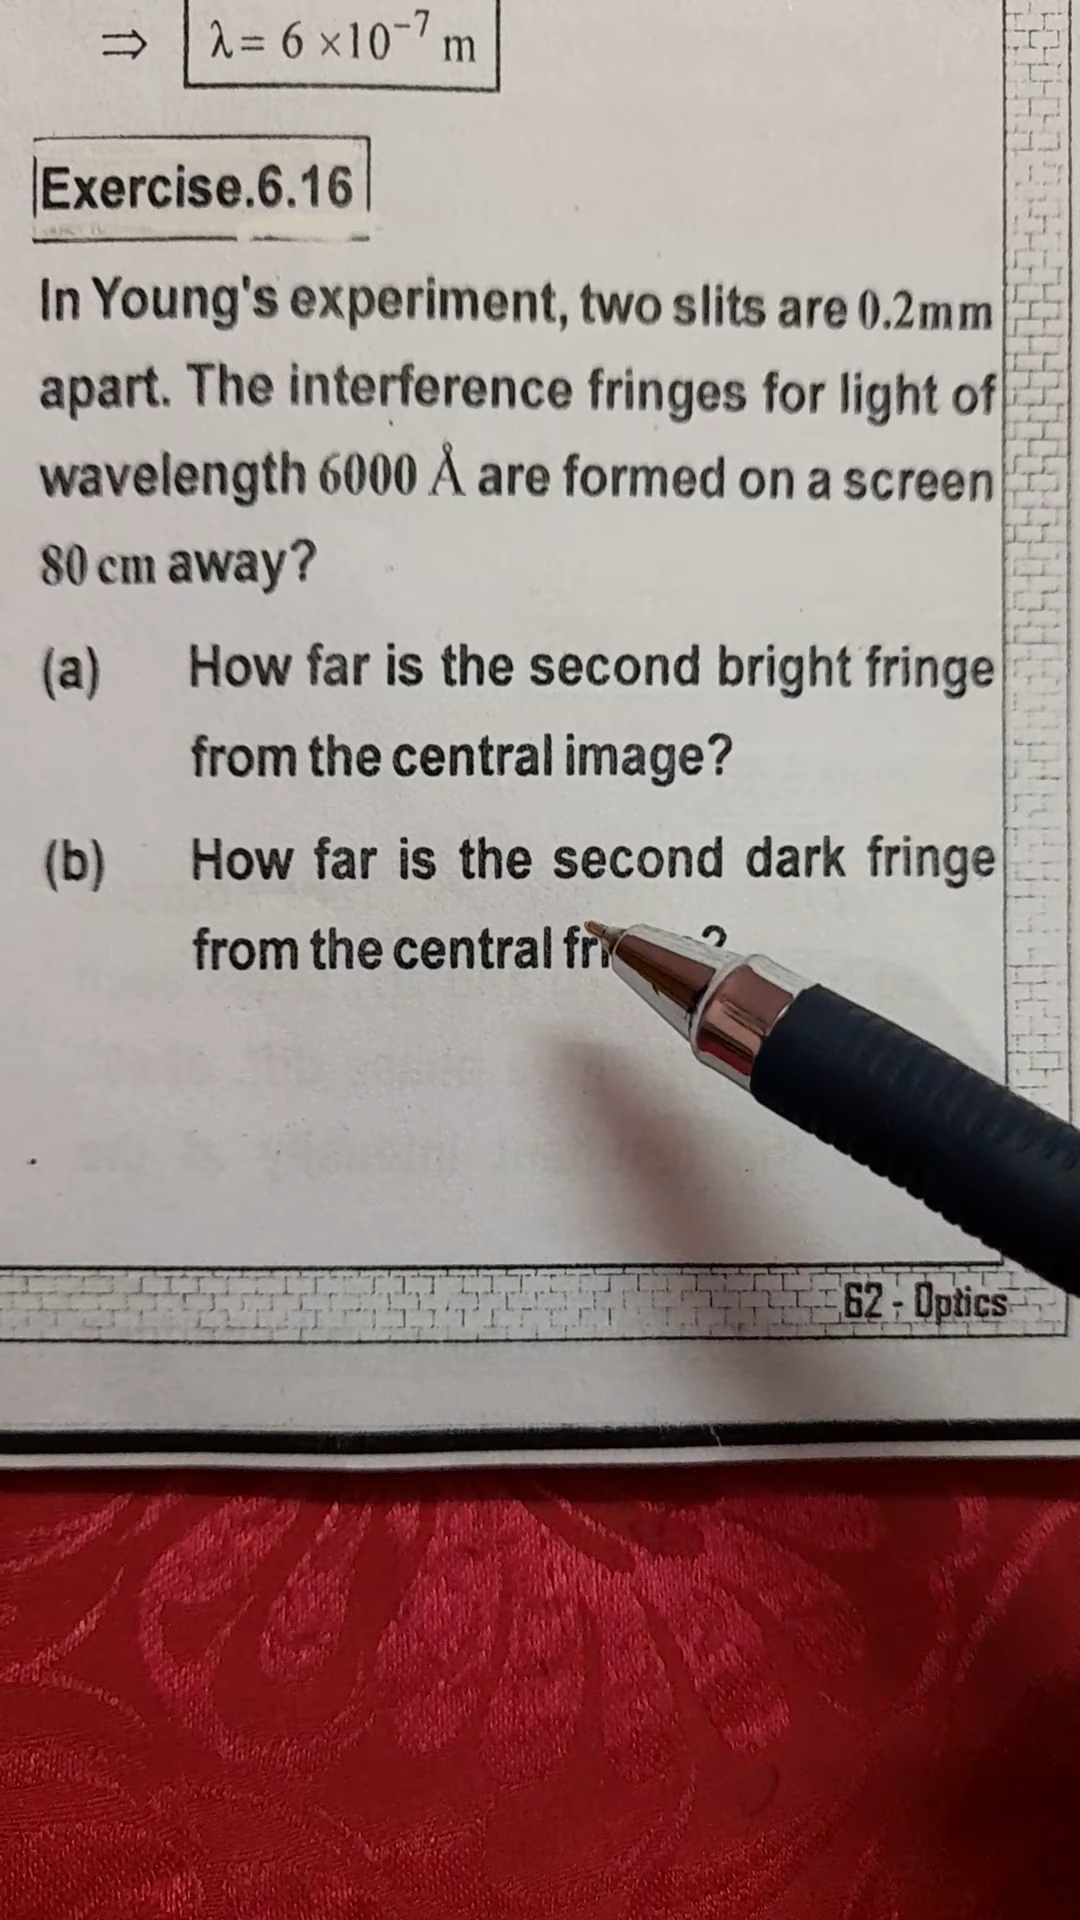 ⇒ λ = 6 ×10⁻⁷ m
Exercise.6.16
In Young's experiment, two slits are 0.2mm
apart. The interference fringes for light of
wavelength 6000 Å are formed on a screen
80 cm away?
(a) How far is the second bright fringe
from the central image?
(b) How far is the second dark fringe
from the central ?
62 - Optics